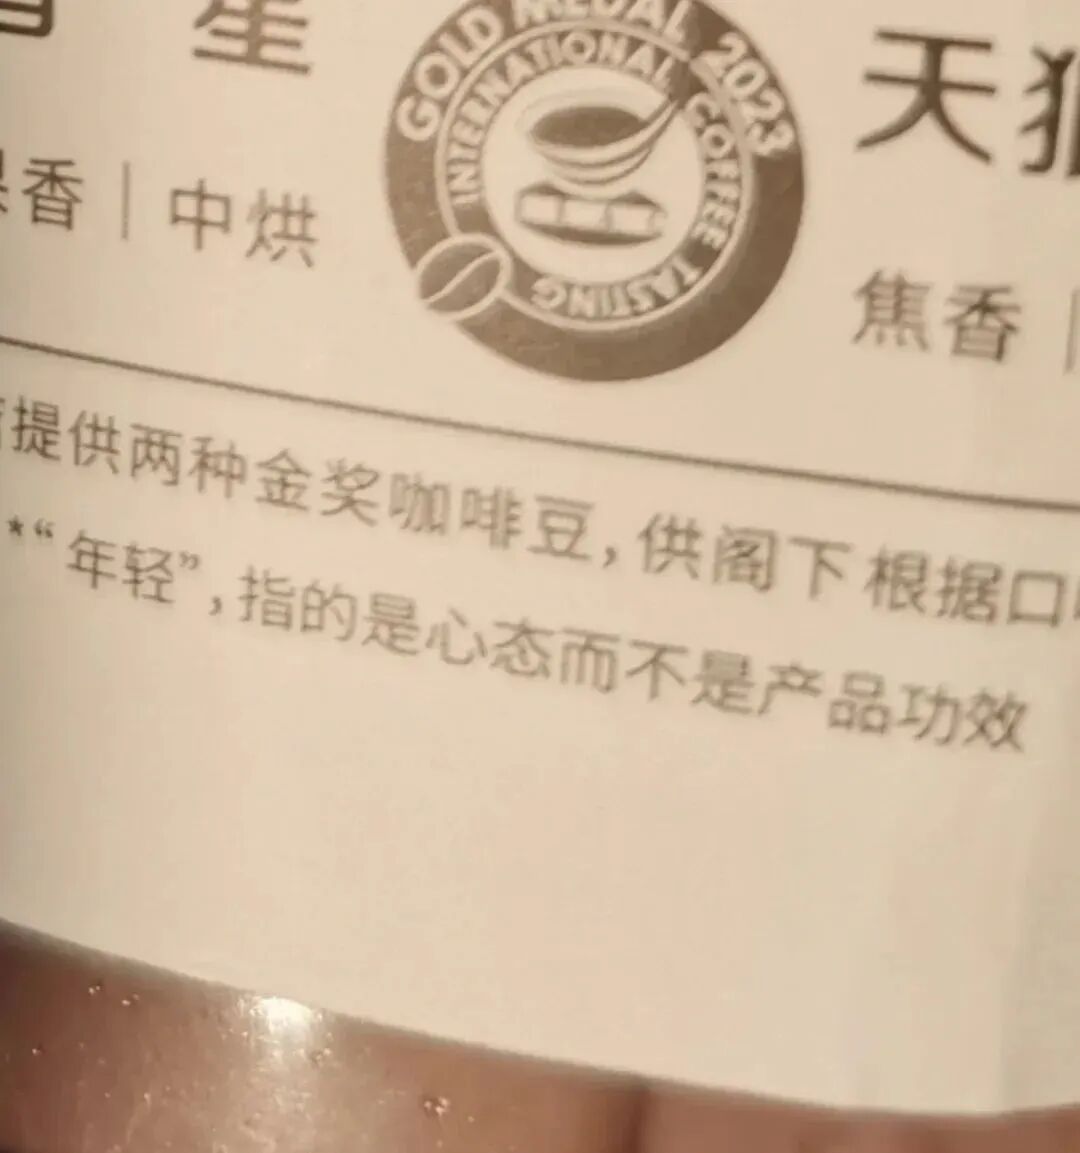 星
GOLD MEDAL 2023
INTERNATIONAL COFFEE TASTING
天
香｜中烘
焦香｜
提供两种金奖咖啡豆，供阁下根据口
*“年轻”，指的是心态而不是产品功效